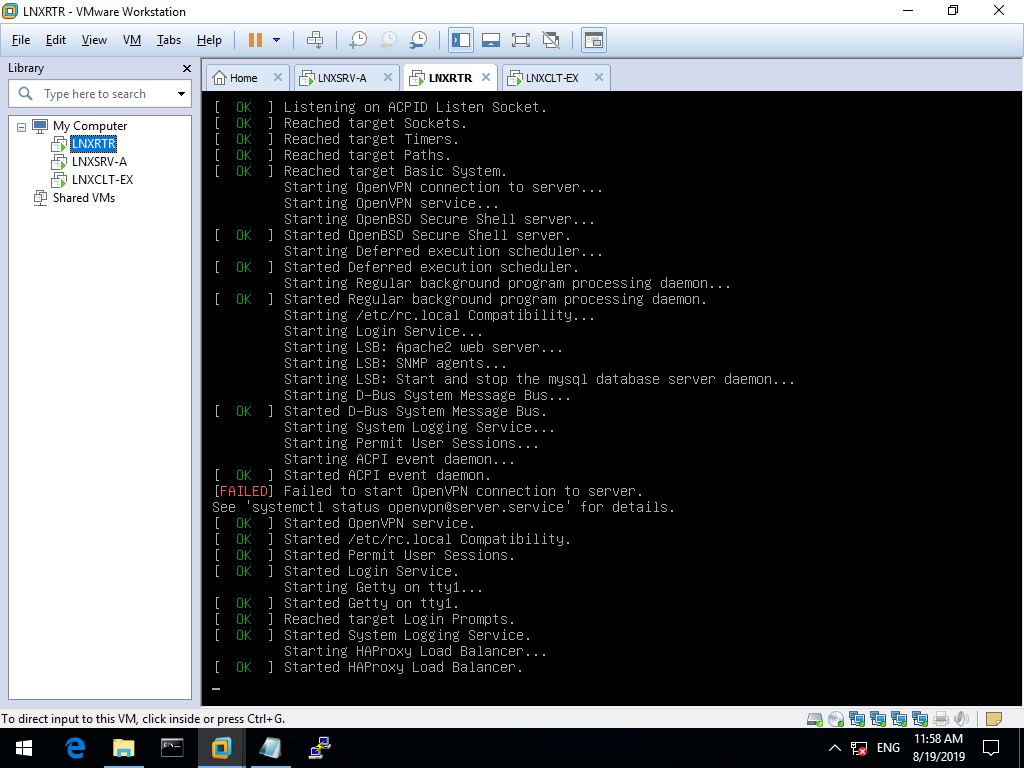 LNXRTR - VMware Workstation
File Edit View VM Tabs Help
Library
Type here to search
My Computer
LNXRTR
LNXSRV-A
LNXCLT-EX
Shared VMs
Home LNXSRV-A LNXRTR LNXCLT-EX
[ OK ] Listening on ACPID Listen Socket.
[ OK ] Reached target Sockets.
[ OK ] Reached target Timers.
[ OK ] Reached target Paths.
[ OK ] Reached target Basic System.
Starting OpenVPN connection to server...
Starting OpenVPN service...
Starting OpenBSD Secure Shell server...
[ OK ] Started OpenBSD Secure Shell server.
Starting Deferred execution scheduler...
[ OK ] Started Deferred execution scheduler.
Starting Regular background program processing daemon...
[ OK ] Started Regular background program processing daemon.
Starting /etc/rc.local Compatibility...
Starting Login Service...
Starting LSB: Apache2 web server...
Starting LSB: SNMP agents...
Starting LSB: Start and stop the mysql database server daemon...
Starting D-Bus System Message Bus...
[ OK ] Started D-Bus System Message Bus.
Starting System Logging Service...
Starting Permit User Sessions...
Starting ACPI event daemon...
[ OK ] Started ACPI event daemon.
[FAILED] Failed to start OpenVPN connection to server.
See 'systemctl status openvpn@server.service' for details.
[ OK ] Started OpenVPN service.
[ OK ] Started /etc/rc.local Compatibility.
[ OK ] Started Permit User Sessions.
[ OK ] Started Login Service.
Starting Getty on tty1...
[ OK ] Started Getty on tty1.
[ OK ] Reached target Login Prompts.
[ OK ] Started System Logging Service.
Starting HAProxy Load Balancer...
[ OK ] Started HAProxy Load Balancer.
To direct input to this VM, click inside or press Ctrl+G.
ENG
11:58 AM
8/19/2019